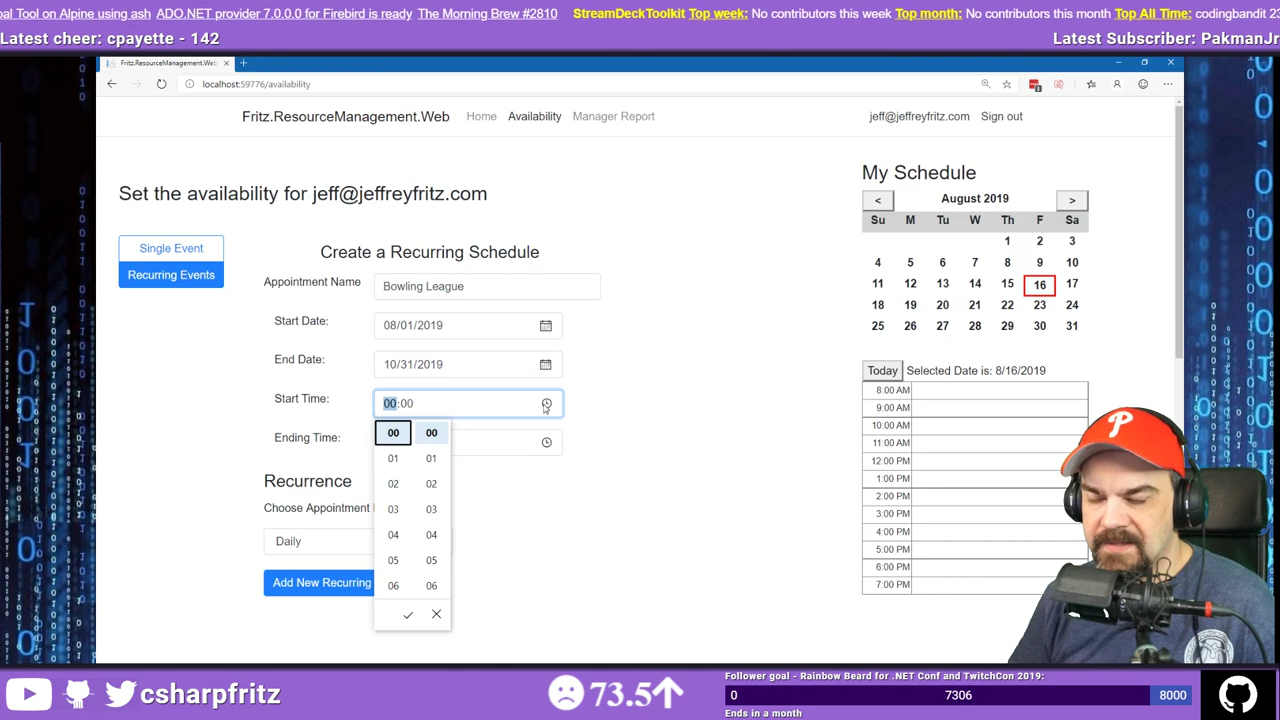 oal Tool on Alpine using ash ADO.NET provider 7.0.0.0 for Firebird is ready The Morning Brew #2810 StreamDeckToolkit Top week: No contributors this week Top month: No contributors this month Top All Time: codingbandit 23
Latest cheer: cpayette - 142
Latest Subscriber: PakmanJr
Fritz.ResourceManagement.Web
localhost:59776/availability
Fritz.ResourceManagement.Web Home Availability Manager Report jeff@jeffreyfritz.com Sign out
Set the availability for jeff@jeffreyfritz.com
Single Event
Recurring Events
Create a Recurring Schedule
Appointment Name Bowling League
Start Date: 08/01/2019
End Date: 10/31/2019
Start Time: 00:00
Ending Time:
00 00
01 01
02 02
03 03
04 04
05 05
06 06
Recurrence
Choose Appointment
Daily
Add New Recurring
My Schedule
< August 2019 >
Su M Tu W Th F Sa
1 2 3
4 5 6 7 8 9 10
11 12 13 14 15 16 17
18 19 20 21 22 23 24
25 26 27 28 29 30 31
Today Selected Date is: 8/16/2019
8:00 AM
9:00 AM
10:00 AM
11:00 AM
12:00 PM
1:00 PM
2:00 PM
3:00 PM
4:00 PM
5:00 PM
6:00 PM
7:00 PM
P
csharpfritz
73.5
Follower goal - Rainbow Beard for .NET Conf and TwitchCon 2019:
0 7306 8000
Ends in a month